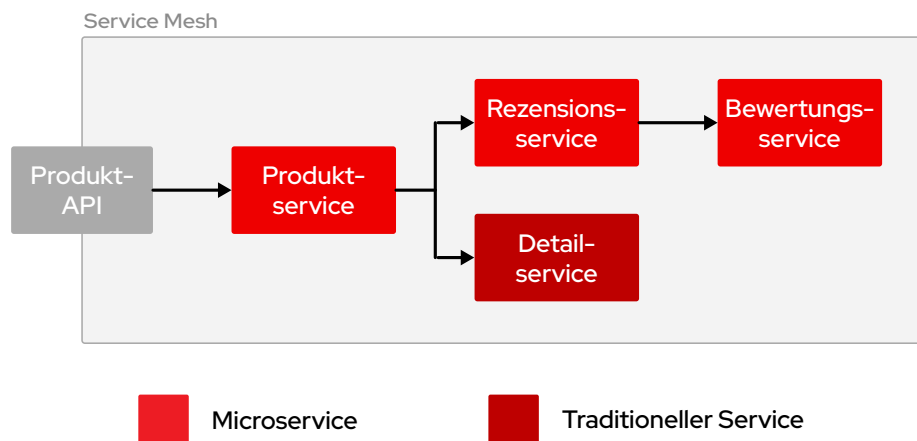 Service Mesh
Produkt-
API
Produkt-
service
Rezensions-
service
Bewertungs-
service
Detail-
service
Microservice
Traditioneller Service